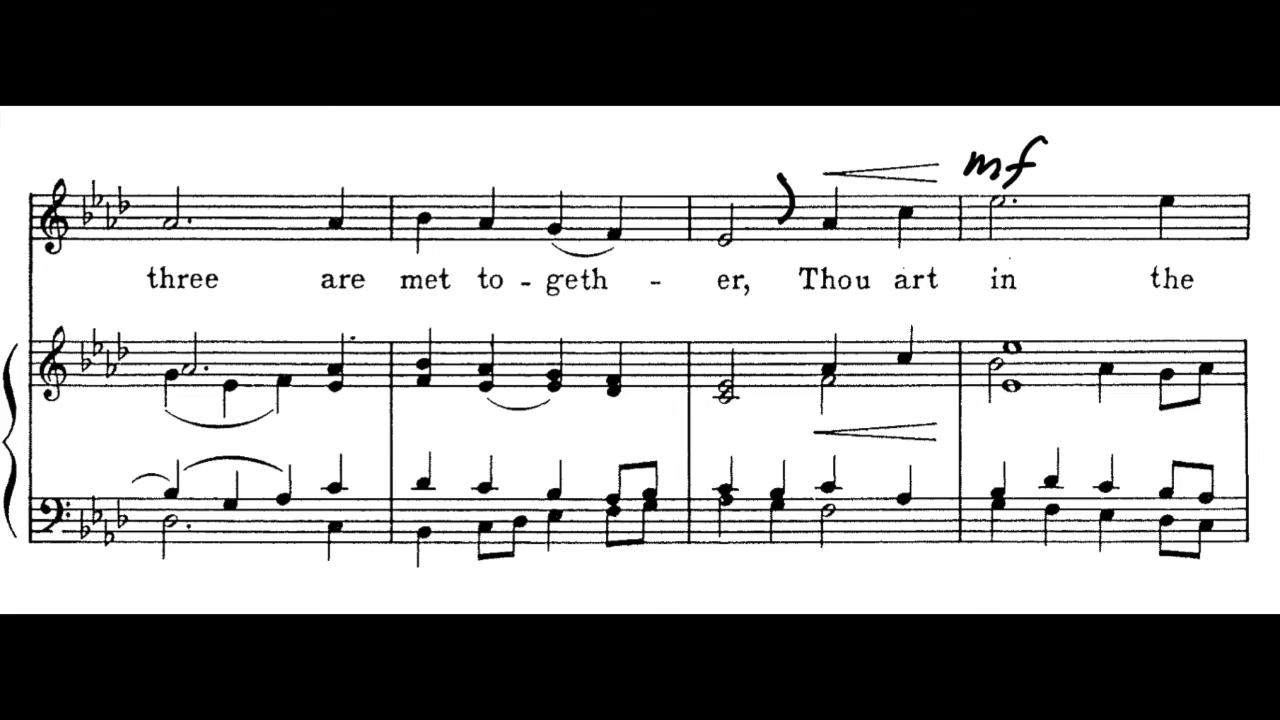 mf
three are met to - geth - er, Thou art in the